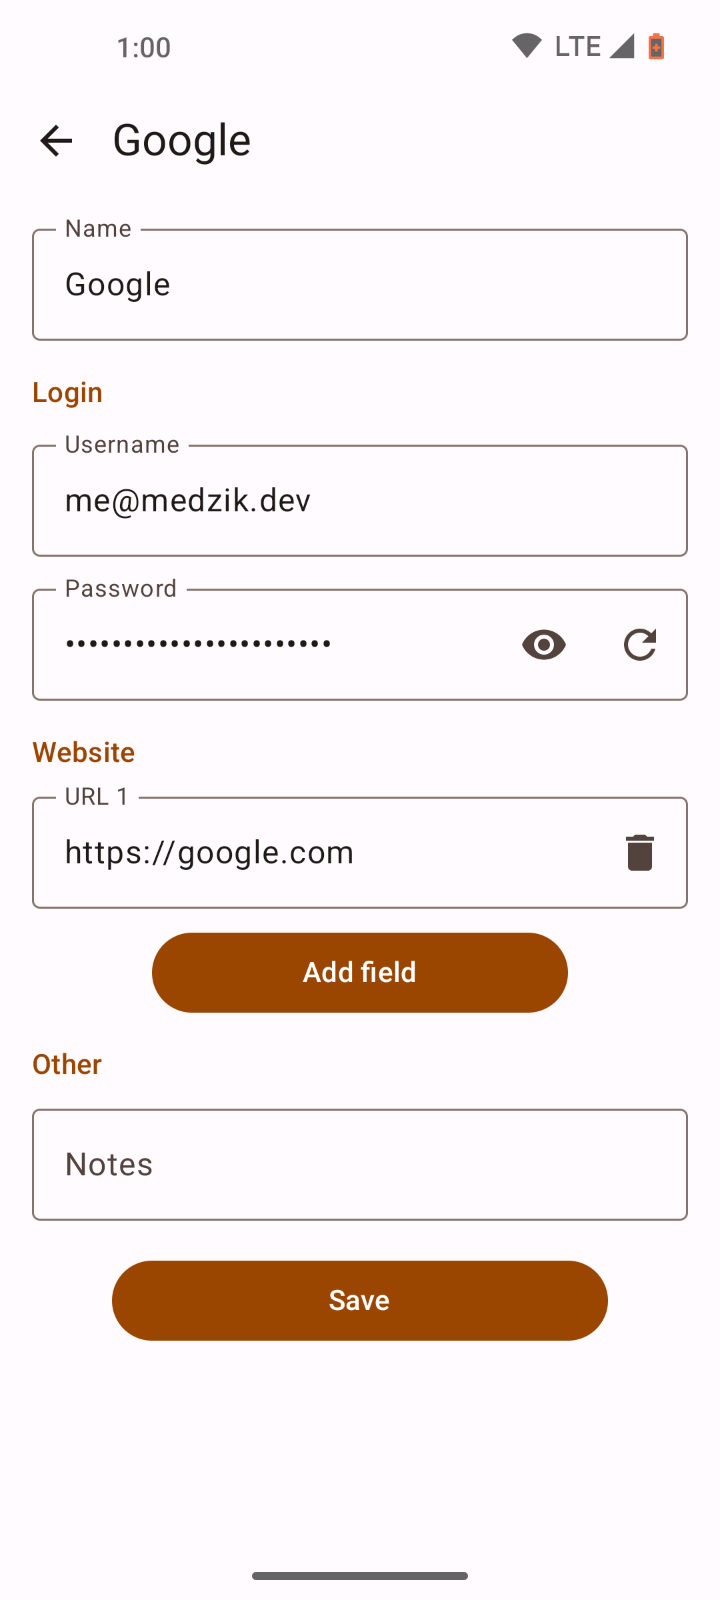 1:00 LTE
Google
Name
Google
Login
Username
me@medzik.dev
Password
•••••••••••••••••••••••
Website
URL 1
https://google.com
Add field
Other
Notes
Save